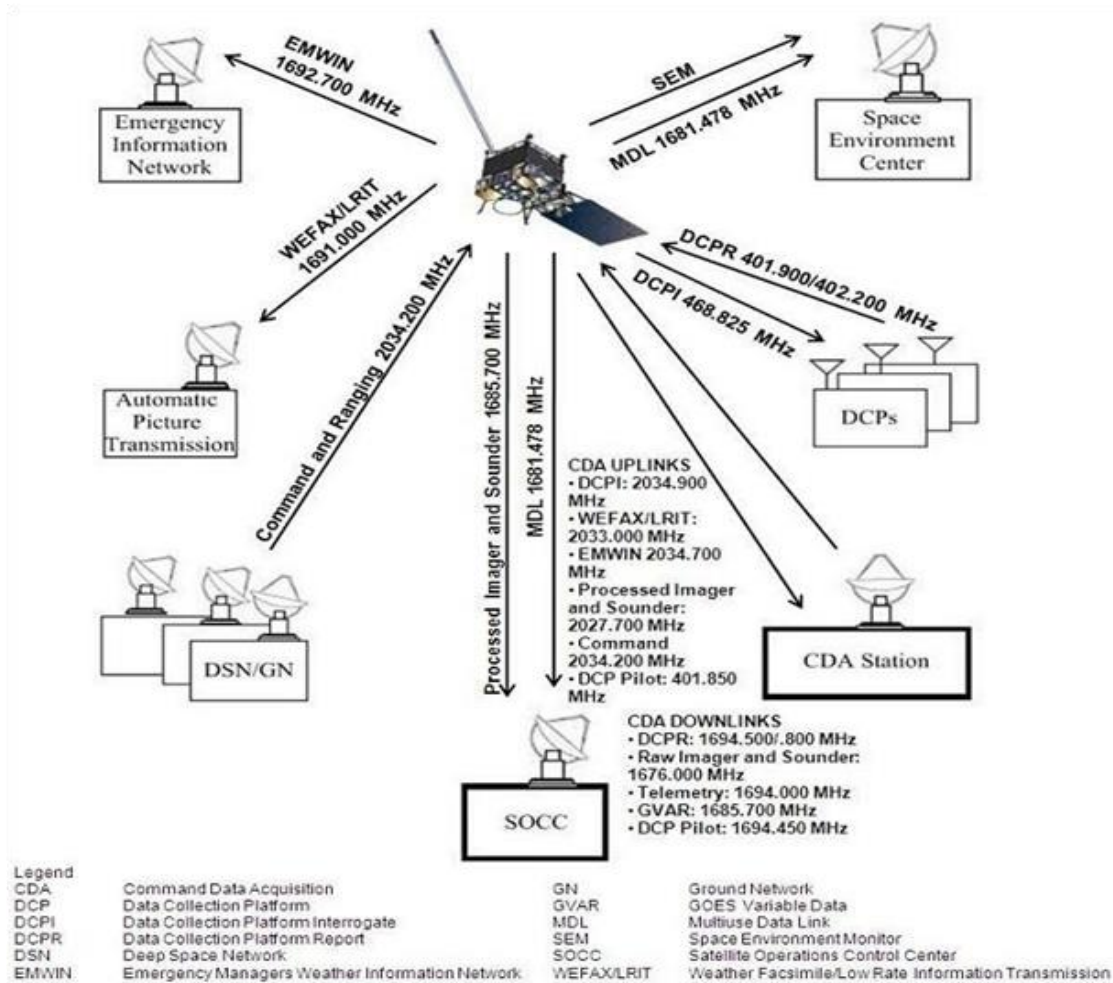 EMWIN
1692.700 MHz
Emergency
Information
Network
SEM
MDL 1681.478 MHz
Space
Environment
Center
WEFAX/LRIT
1691.000 MHz
Automatic
Picture
Transmission
DCPR 401.900/402.200 MHz
DCPI 468.825 MHz
DCPs
Command and Ranging 2034.200 MHz
DSN/GN
Processed Imager and Sounder 1685.700 MHz
MDL 1681.478 MHz
CDA UPLINKS
• DCPI: 2034.900
MHz
• WEFAX/LRIT:
2033.000 MHz
• EMWIN 2034.700
MHz
• Processed Imager
and Sounder:
2027.700 MHz
• Command
2034.200 MHz
• DCP Pilot: 401.850
MHz
CDA Station
CDA DOWNLINKS
• DCPR: 1694.500/.800 MHz
• Raw Imager and Sounder:
1676.000 MHz
• Telemetry: 1694.000 MHz
• GVAR: 1685.700 MHz
• DCP Pilot: 1694.450 MHz
SOCC
Legend
CDA Command Data Acquisition
DCP Data Collection Platform
DCPI Data Collection Platform Interrogate
DCPR Data Collection Platform Report
DSN Deep Space Network
EMWIN Emergency Managers Weather Information Network
GN Ground Network
GVAR GOES Variable Data
MDL Multiuse Data Link
SEM Space Environment Monitor
SOCC Satellite Operations Control Center
WEFAX/LRIT Weather Facsimile/Low Rate Information Transmission